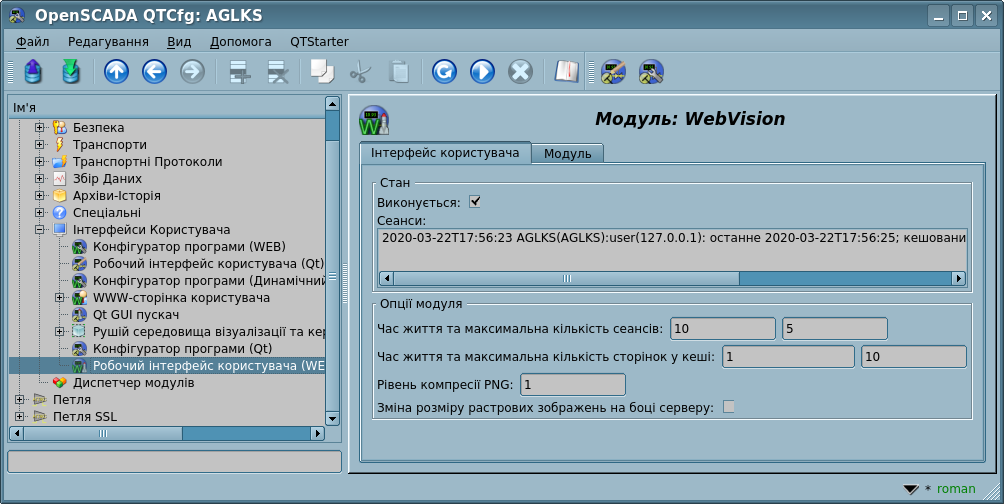 OpenSCADA QTCfg: AGLKS
Файл Редагування Вид Допомога QTStarter
Ім'я
Безпека
Транспорти
Транспортні Протоколи
Збір Даних
Архіви-Історія
Спеціальні
Інтерфейси Користувача
Конфігуратор програми (WEB)
Робочий інтерфейс користувача (Qt)
Конфігуратор програми (Динамічний
WWW-сторінка користувача
Qt GUI пускач
Рушій середовища візуалізації та кер
Конфігуратор програми (Qt)
Робочий інтерфейс користувача (WE
Диспетчер модулів
Петля
Петля SSL
Модуль: WebVision
Інтерфейс користувача Модуль
Стан
Виконується:
Сеанси:
2020-03-22T17:56:23 AGLKS(AGLKS):user(127.0.0.1): останне 2020-03-22T17:56:25; кешовани
Опції модуля
Час життя та максимальна кількість сеансів: 10 5
Час життя та максимальна кількість сторінок у кеші: 1 10
Рівень компресії PNG: 1
Зміна розміру растрових зображень на боці серверу:
* roman